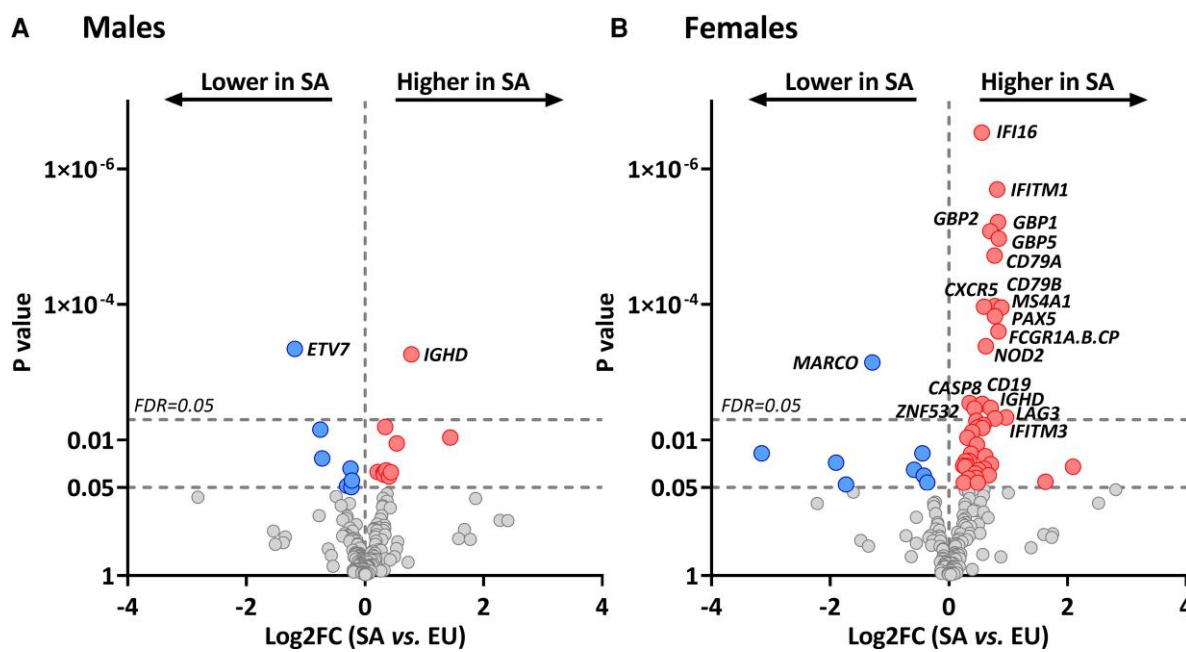 A Males
Lower in SA Higher in SA
1×10-6
1×10-4
0.01
0.05
1
P value
ETV7
IGHD
FDR=0.05
-4 -2 0 2 4
Log2FC (SA vs. EU)
B Females
Lower in SA Higher in SA
1×10-6
1×10-4
0.01
0.05
1
P value
IFI16
IFITM1
GBP2
GBP1
GBP5
CD79A
CD79B
CXCR5
MS4A1
PAX5
FCGR1A.B.CP
NOD2
MARCO
CASP8
CD19
IGHD
ZNF532
LAG3
IFITM3
FDR=0.05
-4 -2 0 2 4
Log2FC (SA vs. EU)